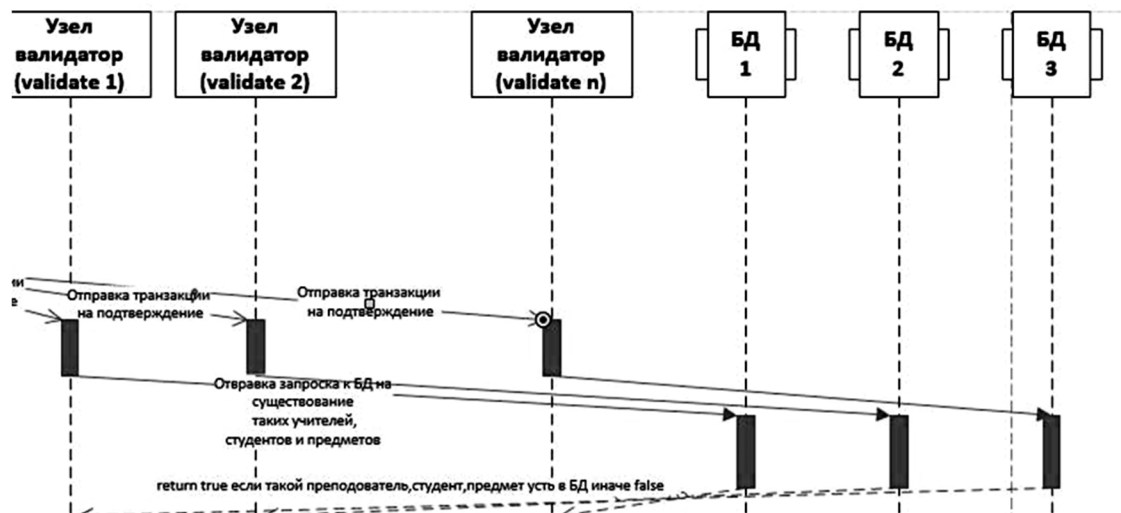 Узел
валидатор
(validate 1)
Узел
валидатор
(validate 2)
Узел
валидатор
(validate n)
БД
1
БД
2
БД
3
Отправка транзакции
на подтверждение
Отправка транзакции
на подтверждение
Отвравка запроска к БД на
существование
таких учителей,
студентов и предметов
return true если такой преподователь,студент,предмет усть в БД иначе false